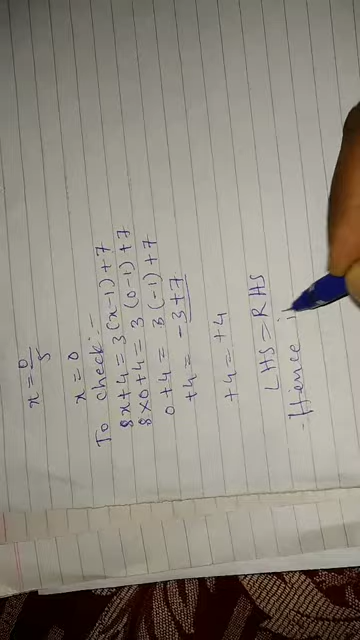 x = 0/5
x = 0
To check :-
8x+4 = 3(x-1)+7
8×0+4 = 3(0-1)+7
0+4 = 3(-1)+7
+4 = -3+7
+4 = +4
LHS = RHS
Hence